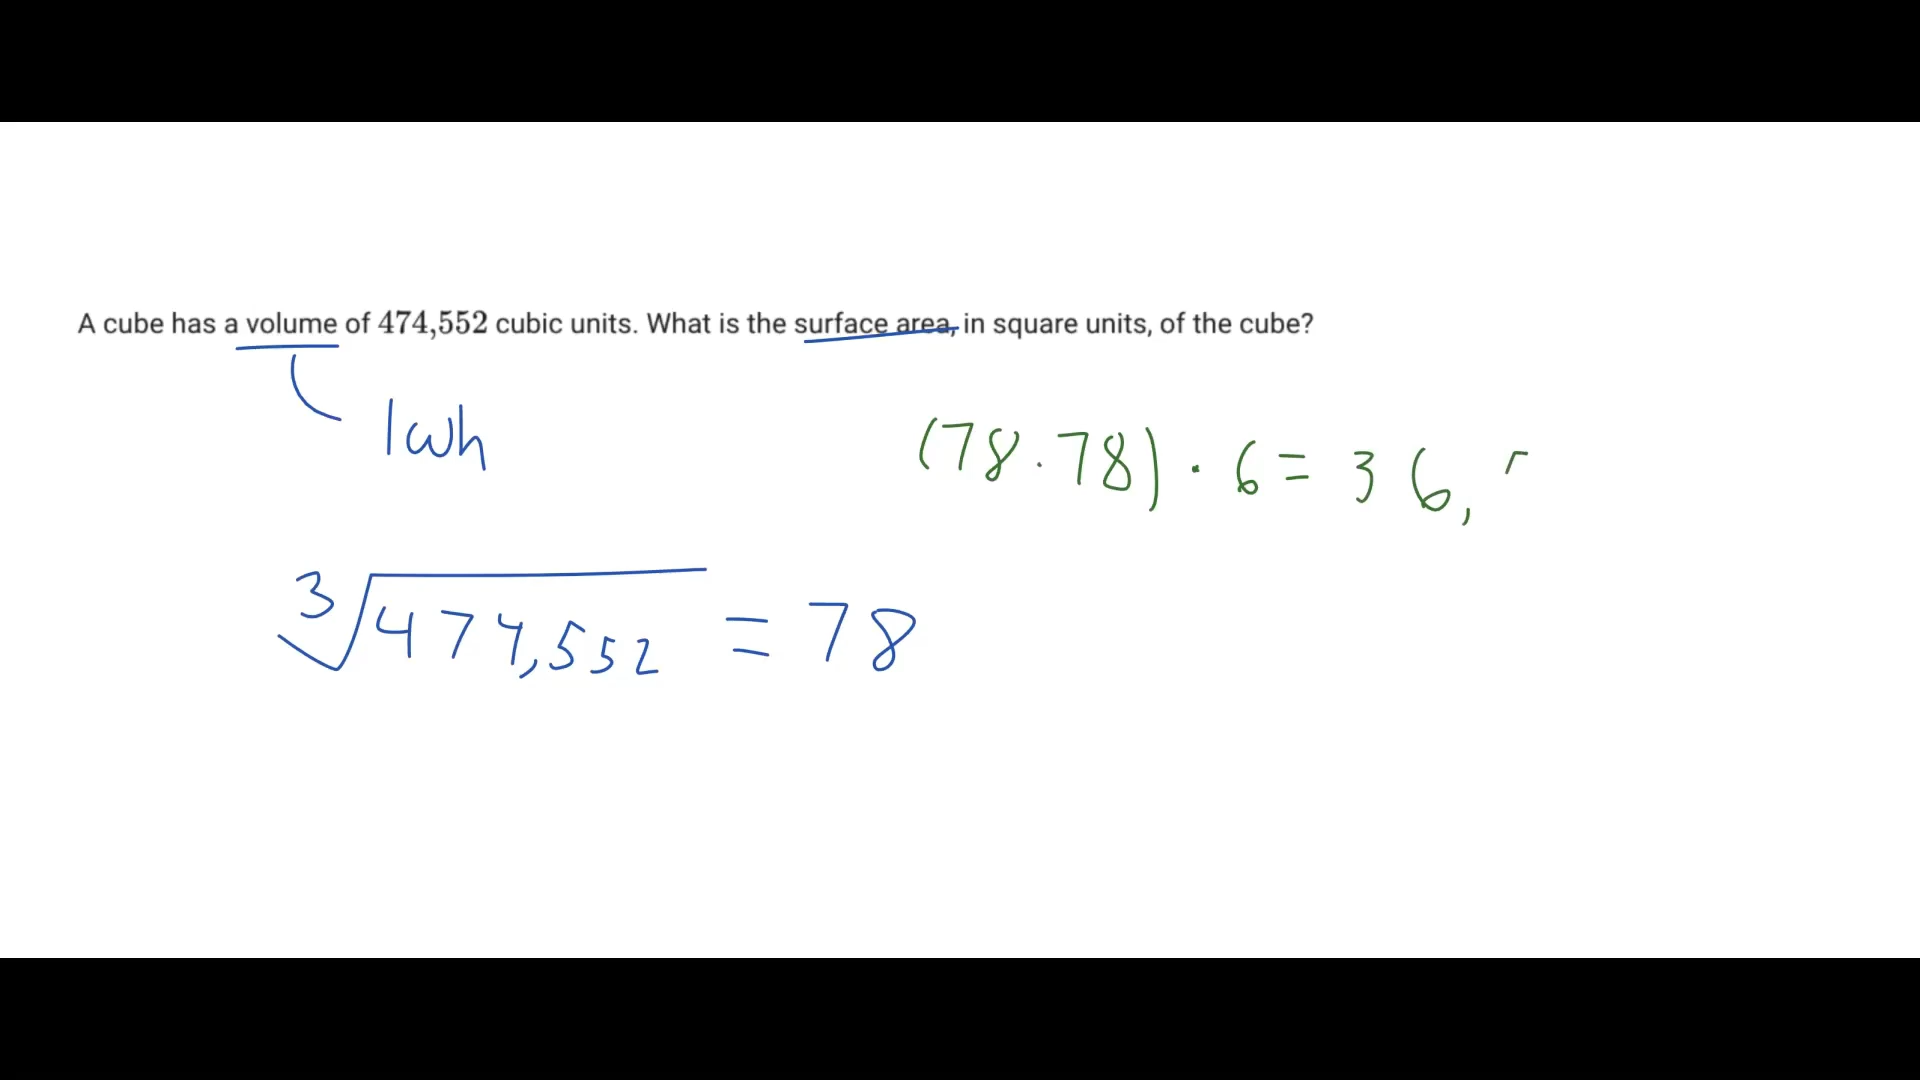 A cube has a volume of 474,552 cubic units. What is the surface area, in square units, of the cube?
lwh
(78.78) · 6 = 36,
3√474,552 = 78